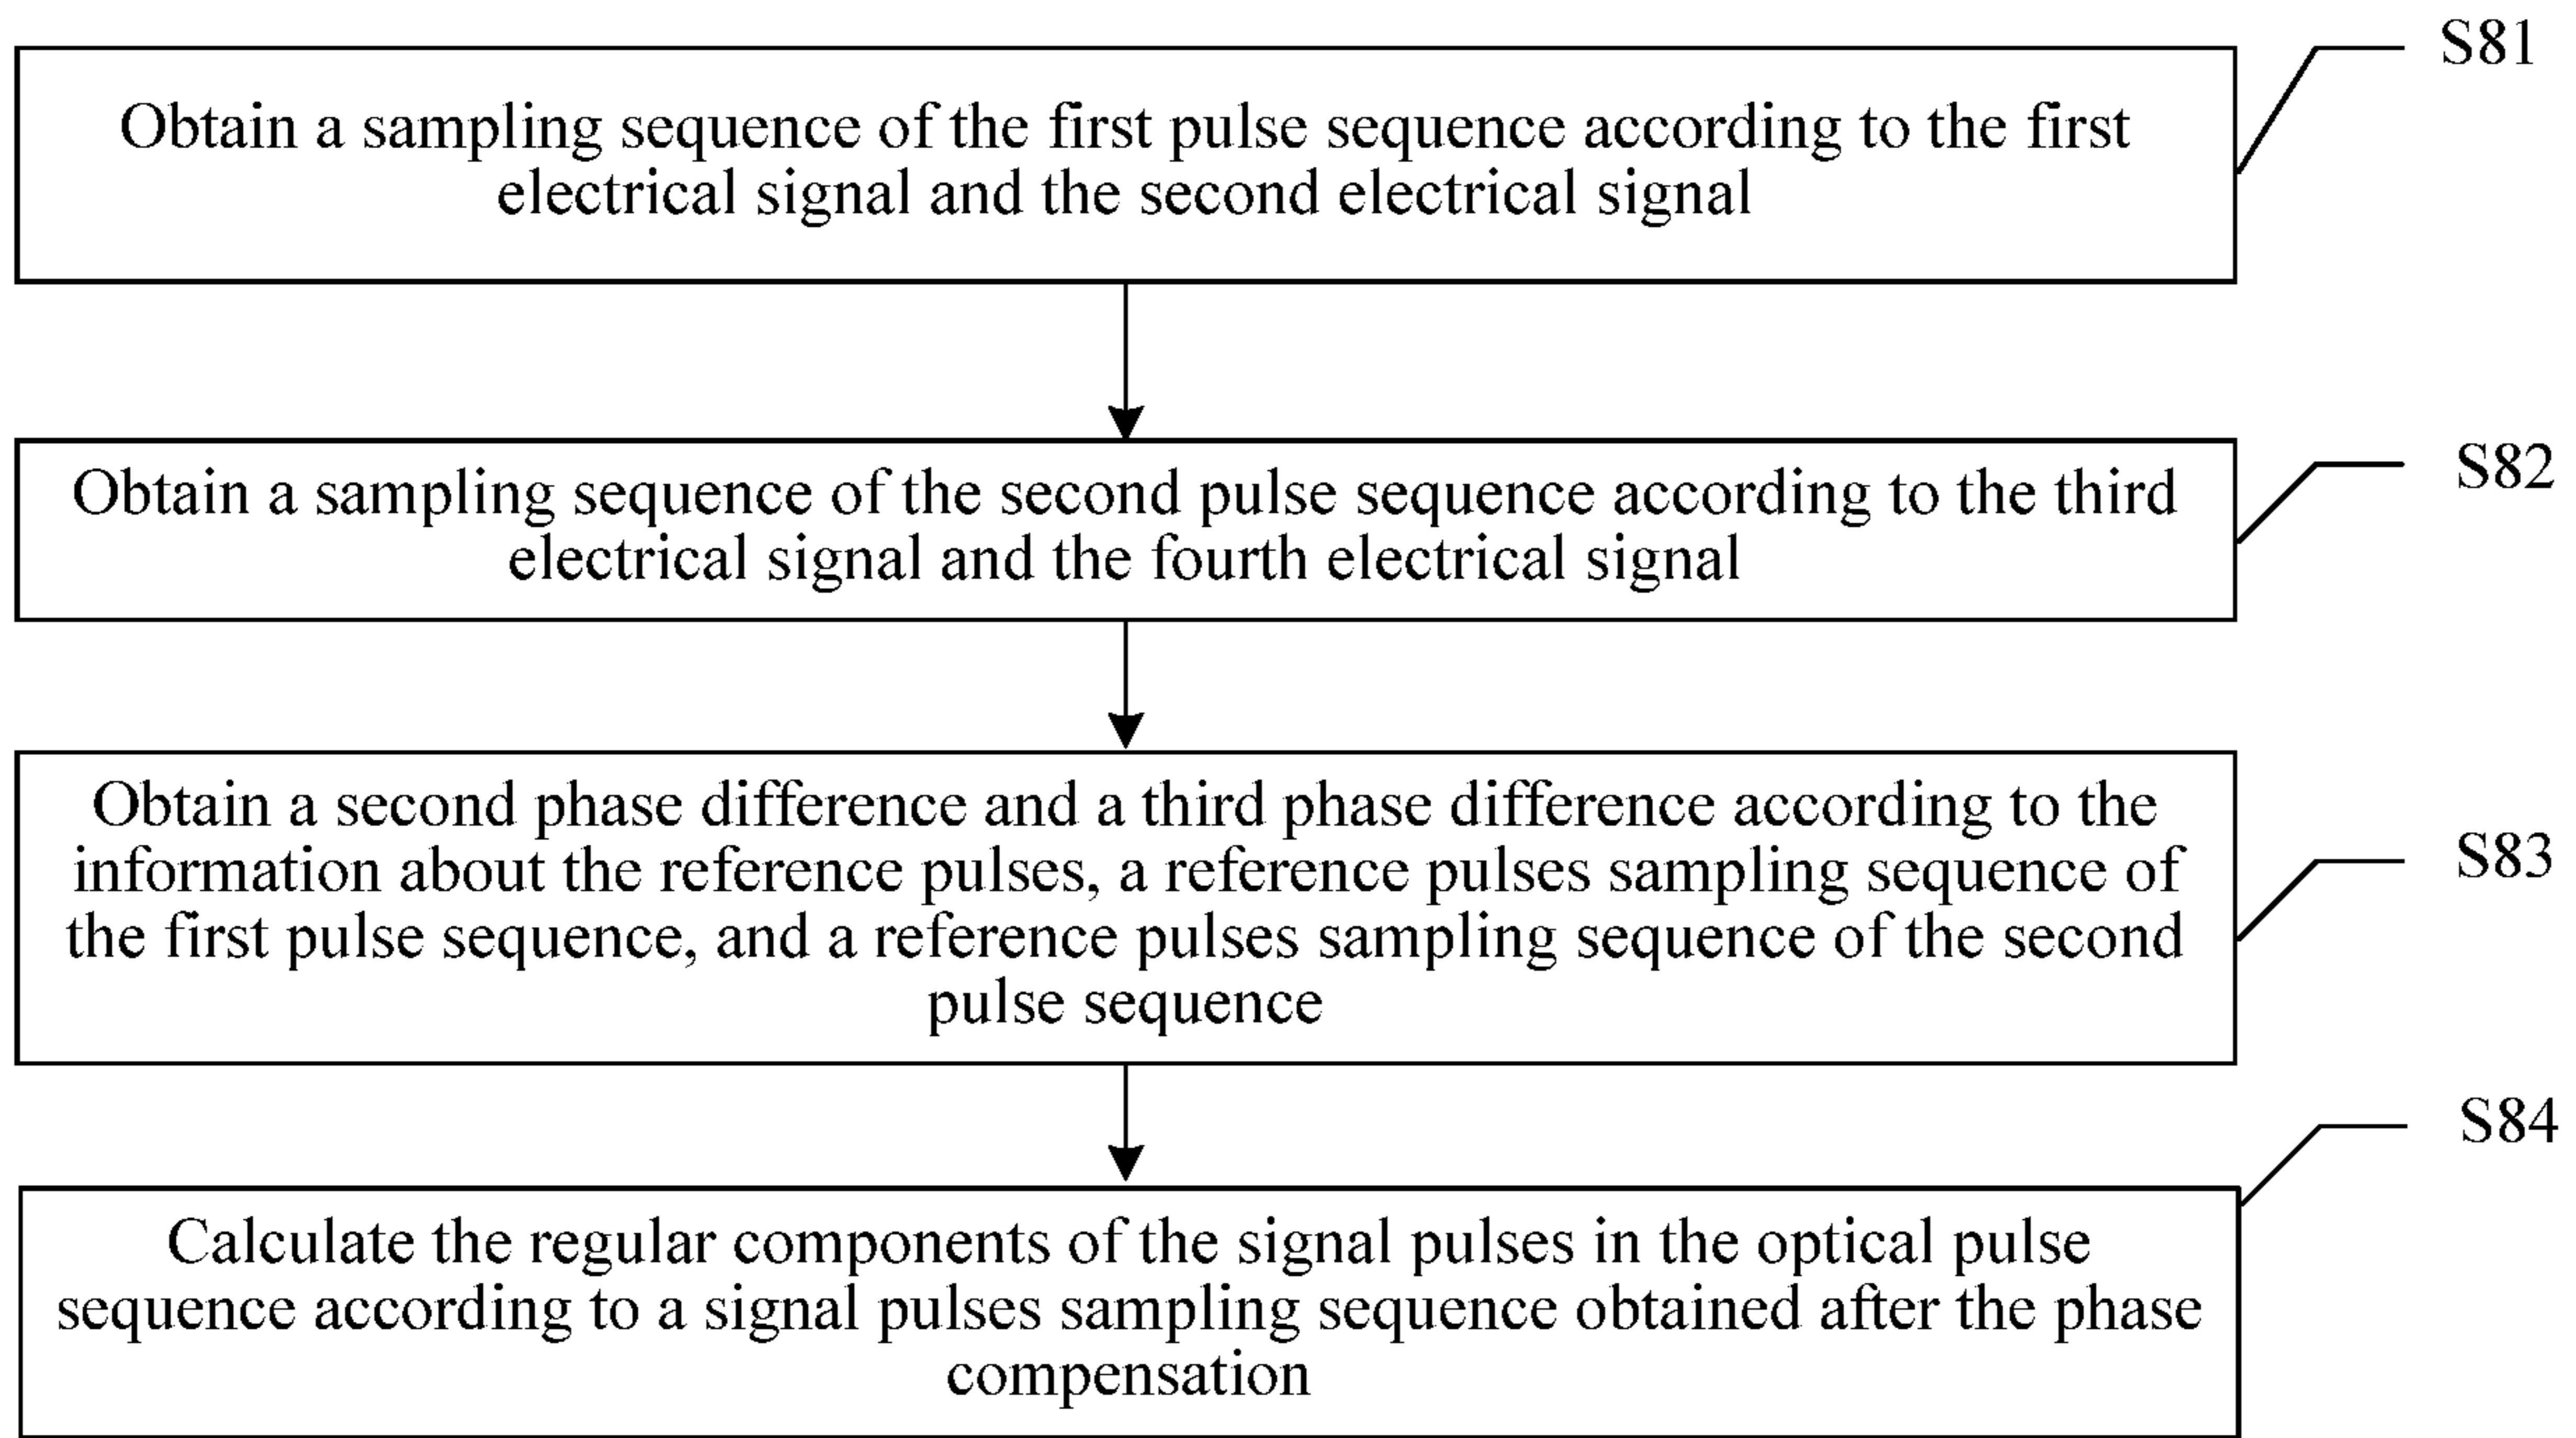 S81
Obtain a sampling sequence of the first pulse sequence according to the first
electrical signal and the second electrical signal
S82
Obtain a sampling sequence of the second pulse sequence according to the third
electrical signal and the fourth electrical signal
S83
Obtain a second phase difference and a third phase difference according to the
information about the reference pulses, a reference pulses sampling sequence of
the first pulse sequence, and a reference pulses sampling sequence of the second
pulse sequence
S84
Calculate the regular components of the signal pulses in the optical pulse
sequence according to a signal pulses sampling sequence obtained after the phase
compensation